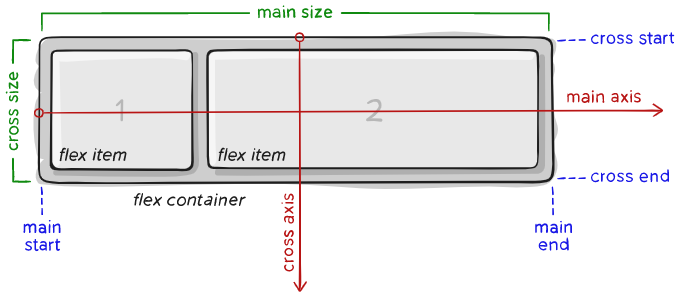 main size
cross start
cross size
1
2
main axis
flex item
flex item
cross end
flex container
cross axis
main
start
main
end